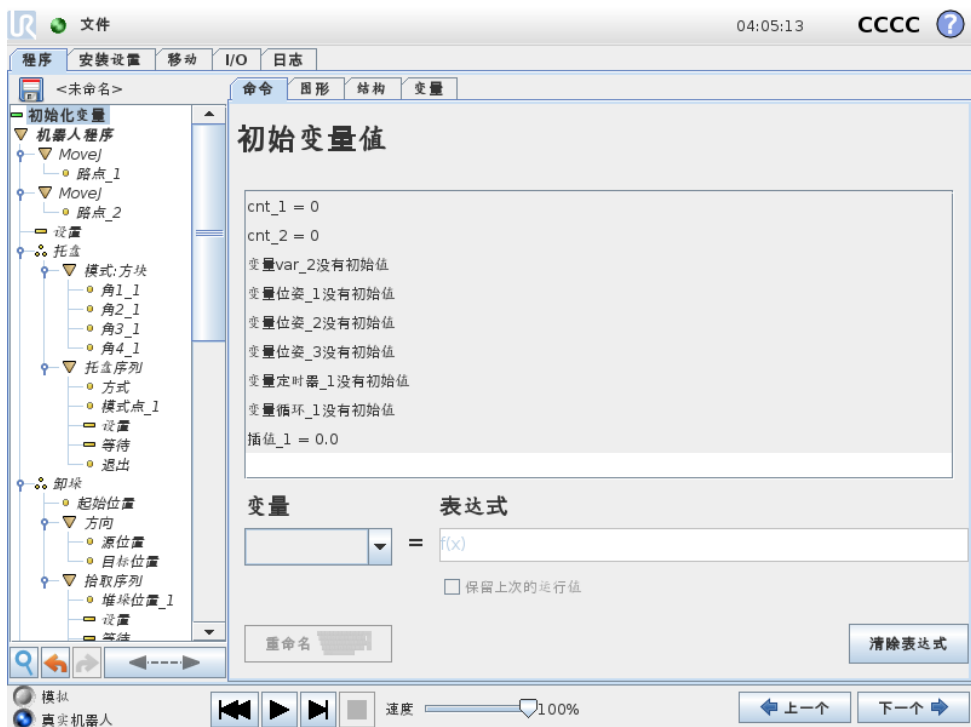 UR 文件 04:05:13 CCCC ?
程序 安装设置 移动 I/O 日志
<未命名> 命令 图形 结构 变量
初始化变量
机器人程序
MoveJ
路点_1
MoveJ
路点_2
设置
托盘
模式:方块
角1_1
角2_1
角3_1
角4_1
托盘序列
方式
模式点_1
设置
等待
退出
卸垛
起始位置
方向
源位置
目标位置
拾取序列
堆垛位置_1
设置
等待
初始变量值
cnt_1 = 0
cnt_2 = 0
变量var_2没有初始值
变量位姿_1没有初始值
变量位姿_2没有初始值
变量位姿_3没有初始值
变量定时器_1没有初始值
变量循环_1没有初始值
插值_1 = 0.0
变量 表达式
= f(x)
保留上次的运行值
重命名 清除表达式
模拟
真实机器人
速度 100% 上一个 下一个